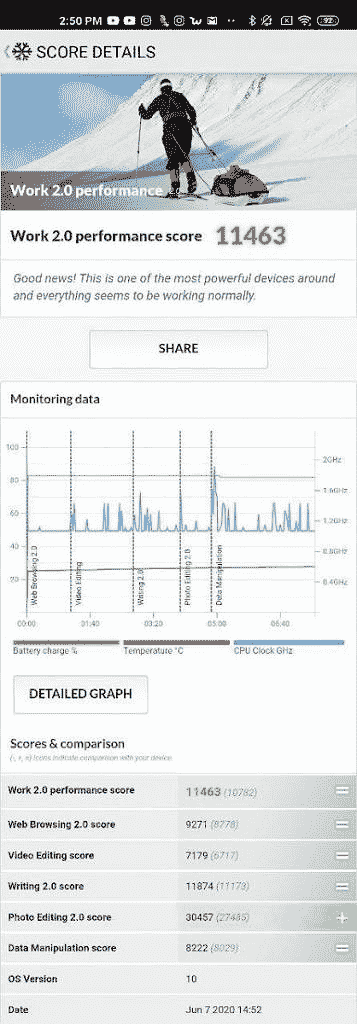 2:50 PM
92
SCORE DETAILS
Work 2.0 performance 2.0
Work 2.0 performance score 11463
Good news! This is one of the most powerful devices around
and everything seems to be working normally.
SHARE
Monitoring data
100
80
60
40
20
2GHz
1.6GHz
1.2GHz
0.8GHz
0.4GHz
Web Browsing 2.0
Video Editing
Writing 2.0
Photo Editing 2.0
Data Manipulation
00:00 01:40 03:20 05:00 06:40
Battery charge % Temperature °C CPU Clock GHz
DETAILED GRAPH
Scores & comparison
(-, +, =) Icons indicate comparison with your device
Work 2.0 performance score 11463 (10782)
Web Browsing 2.0 score 9271 (8778)
Video Editing score 7179 (6717)
Writing 2.0 score 11874 (11173)
Photo Editing 2.0 score 30457 (27485)
Data Manipulation score 8222 (8029)
OS Version 10
Date Jun 7 2020 14:52